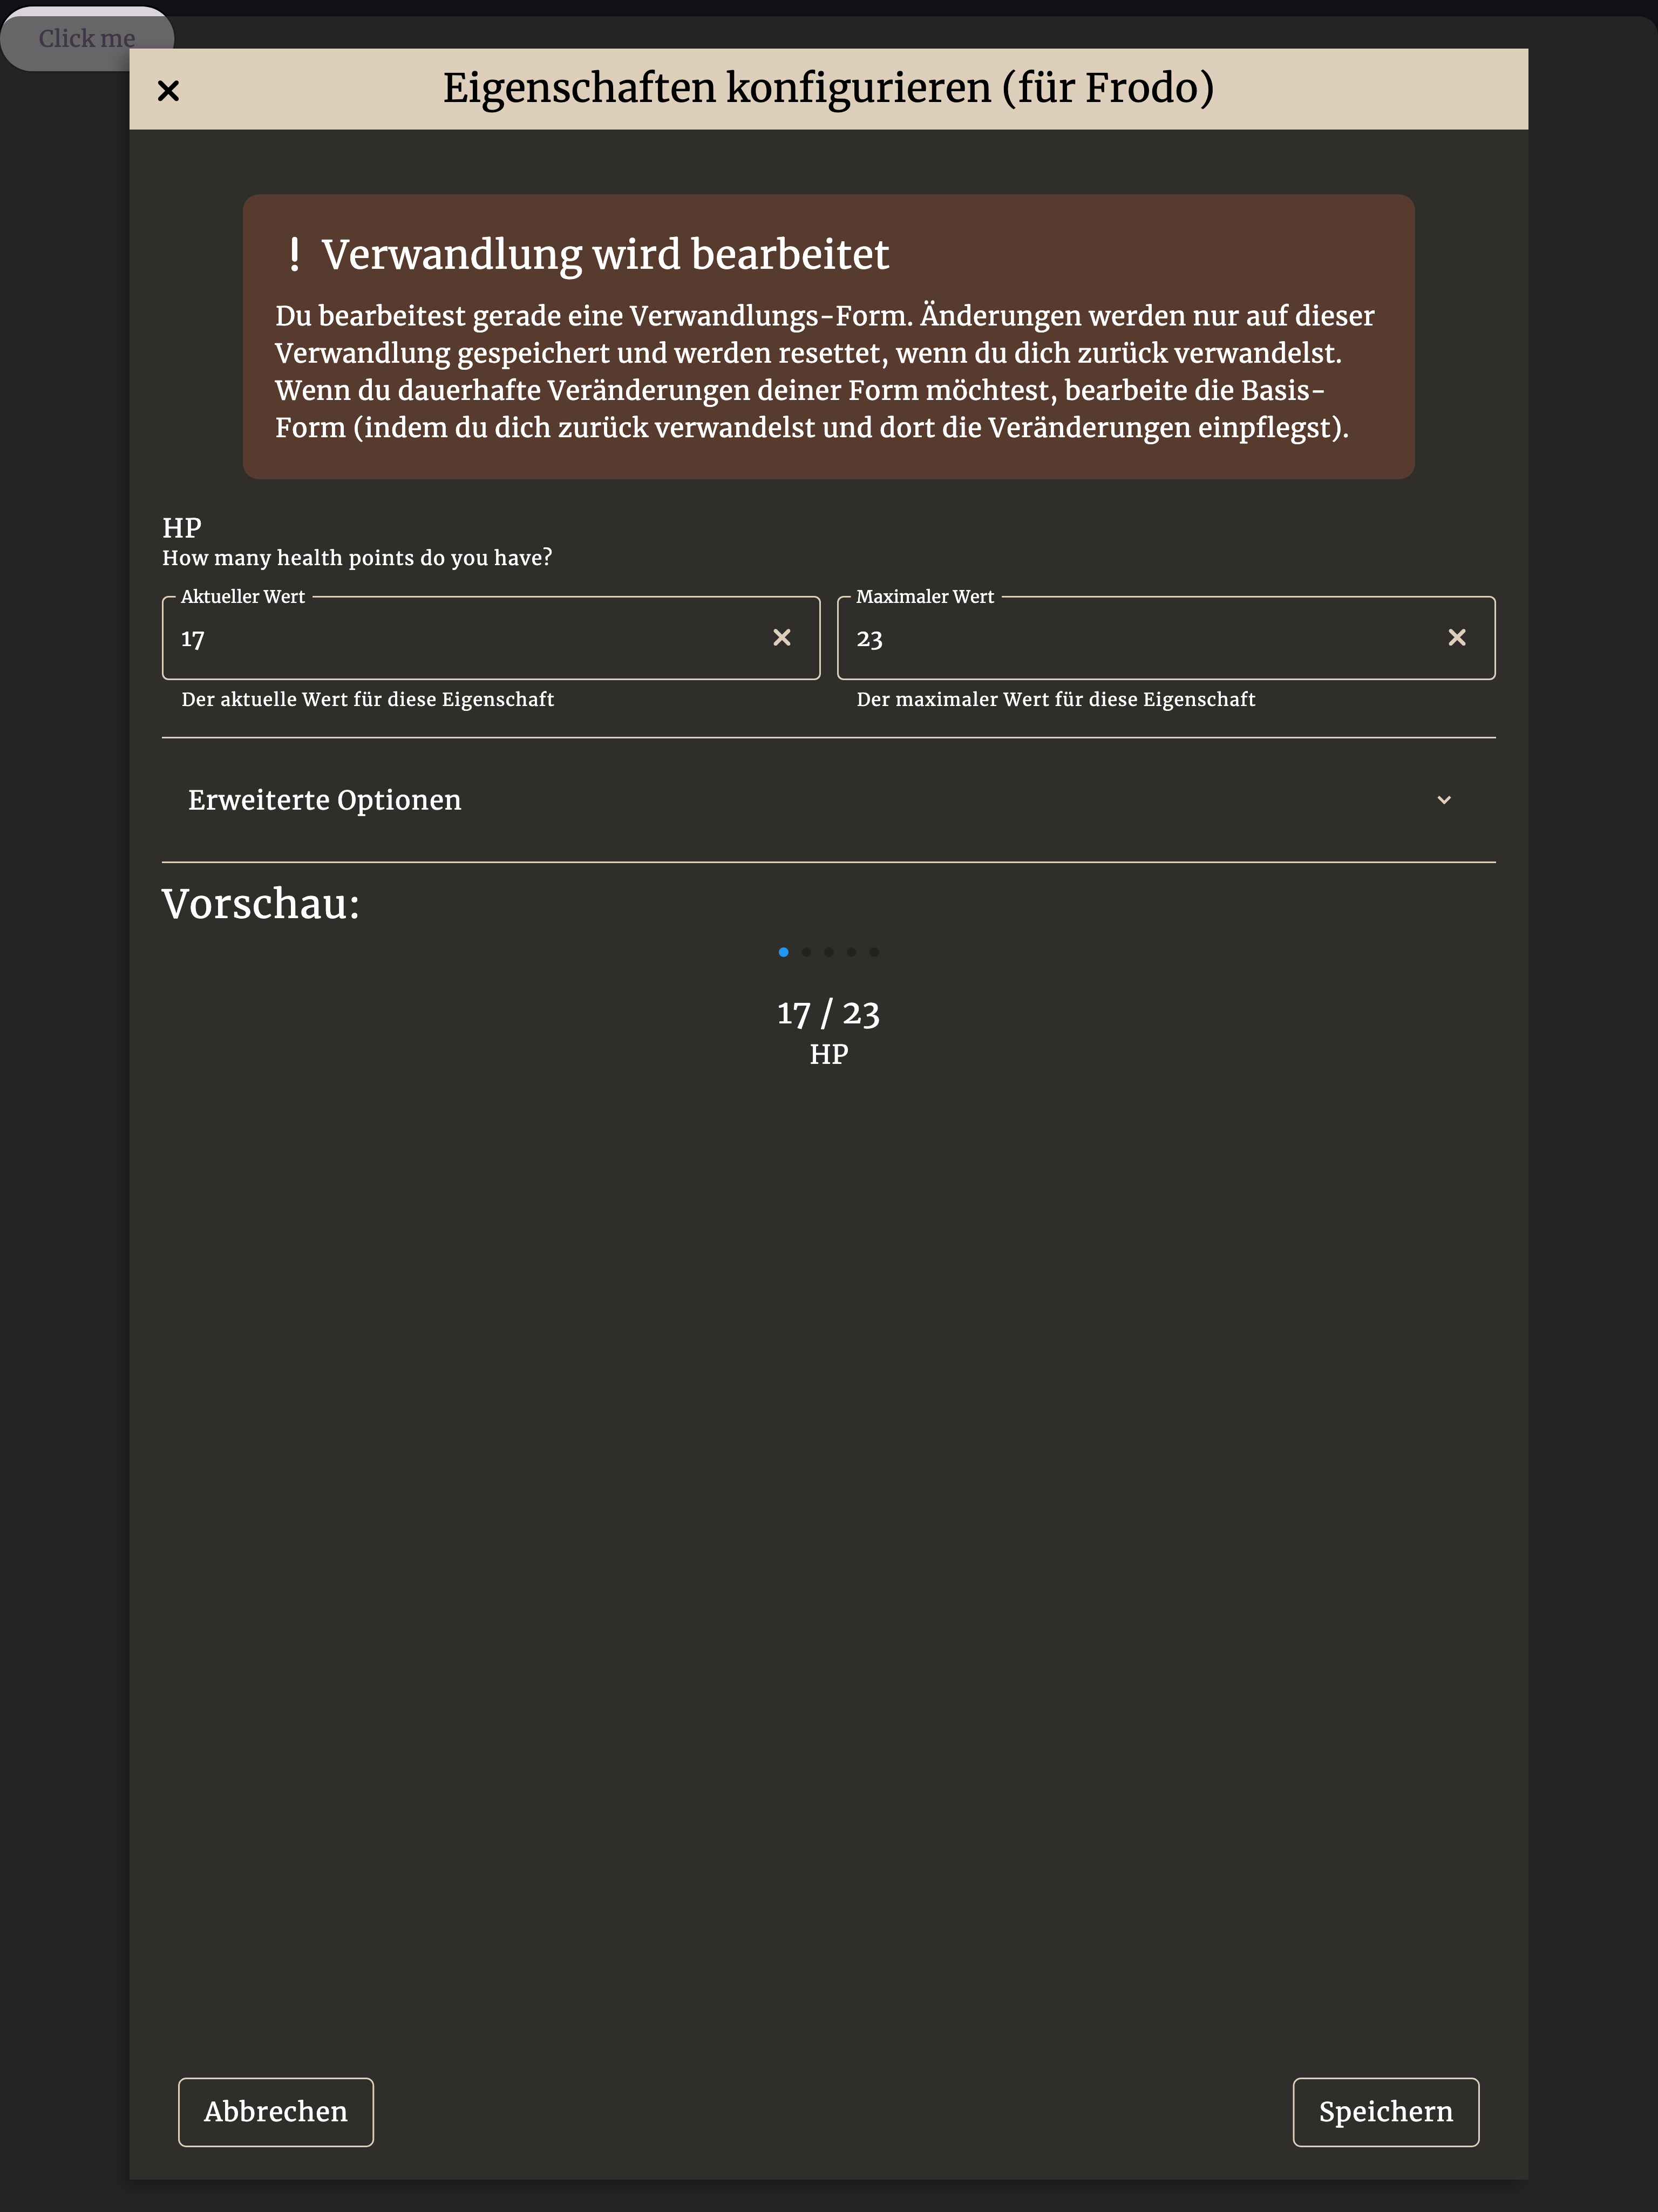 Click me
Eigenschaften konfigurieren (für Frodo)
! Verwandlung wird bearbeitet
Du bearbeitest gerade eine Verwandlungs-Form. Änderungen werden nur auf dieser
Verwandlung gespeichert und werden resettet, wenn du dich zurück verwandelst.
Wenn du dauerhafte Veränderungen deiner Form möchtest, bearbeite die Basis-
Form (indem du dich zurück verwandelst und dort die Veränderungen einpflegst).
HP
How many health points do you have?
Aktueller Wert
17
Der aktuelle Wert für diese Eigenschaft
Maximaler Wert
23
Der maximaler Wert für diese Eigenschaft
Erweiterte Optionen
Vorschau:
17 / 23
HP
Abbrechen
Speichern